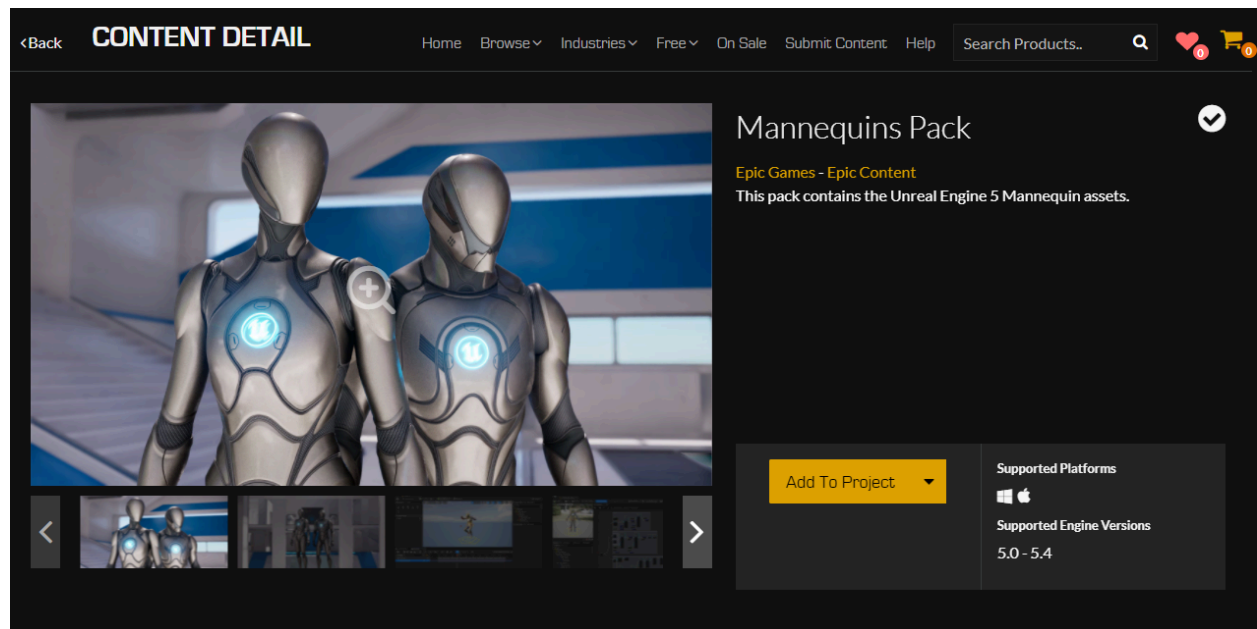 <Back
CONTENT DETAIL
Home Browse Industries Free On Sale Submit Content Help Search Products.. 0 0
Mannequins Pack
Epic Games - Epic Content
This pack contains the Unreal Engine 5 Mannequin assets.
Add To Project
Supported Platforms
Supported Engine Versions
5.0 - 5.4